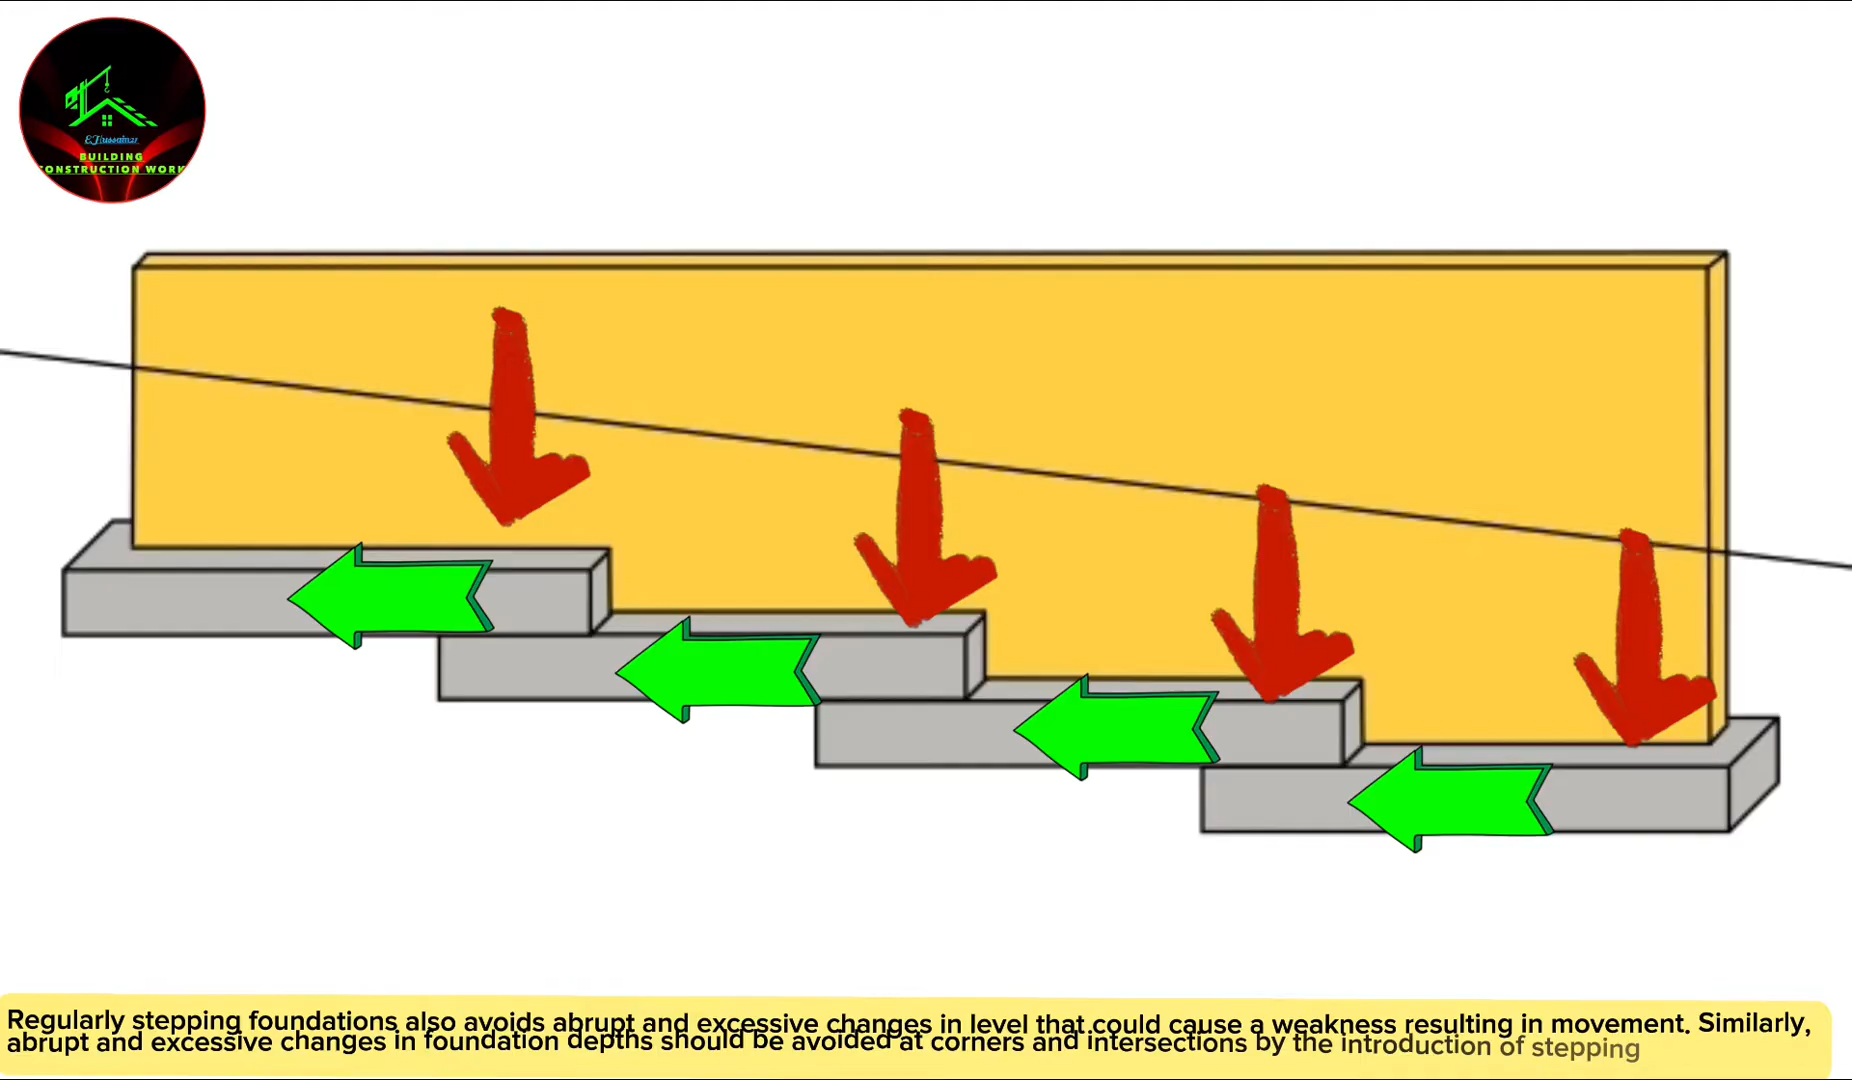 BUILDING
CONSTRUCTION WORK
Regularly stepping foundations also avoids abrupt and excessive changes in level that could cause a weakness resulting in movement. Similarly,
abrupt and excessive changes in foundation depths should be avoided at corners and intersections by the introduction of stepping